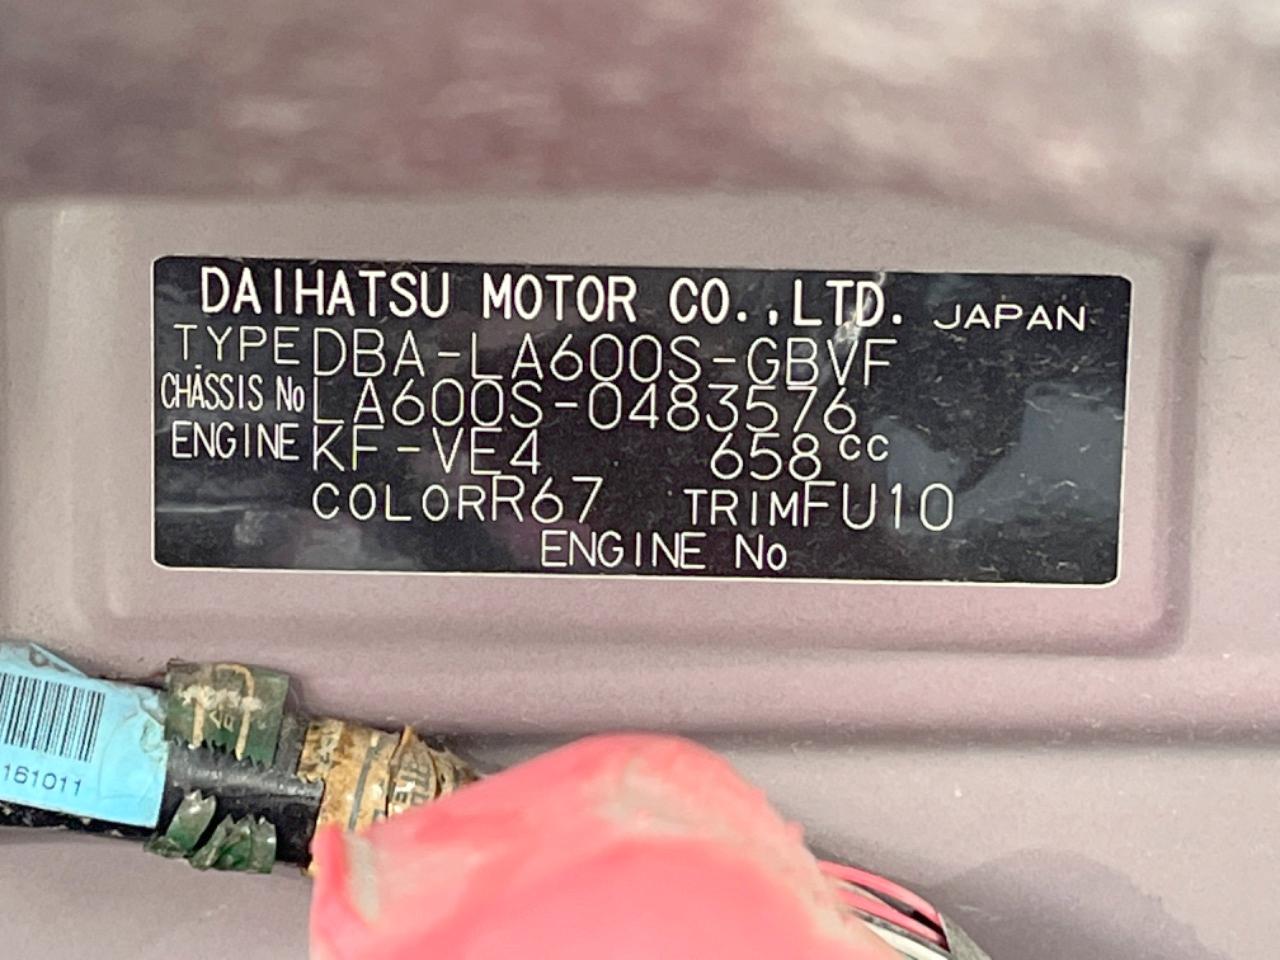 DAIHATSU MOTOR CO.,LTD. JAPAN
TYPE DBA-LA600S-GBVF
CHASSIS No LA600S-0483576
ENGINE KF-VE4 658cc
COLOR R67 TRIM FU10
ENGINE No
161011